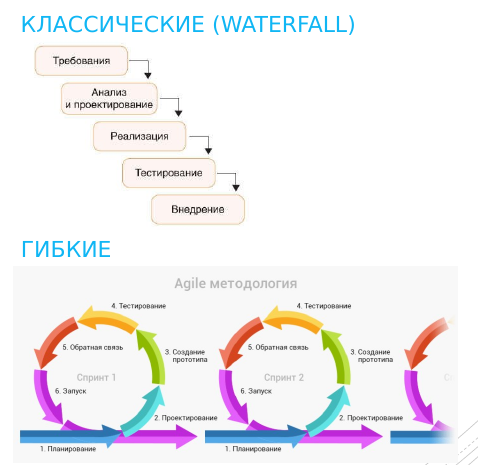 КЛАССИЧЕСКИЕ (WATERFALL)
Требования
Анализ
и проектирование
Реализация
Тестирование
Внедрение
ГИБКИЕ
Agile методология
4. Тестирование
5. Обратная связь
3. Создание
прототипа
Спринт 1
6. Запуск
2. Проектирование
1. Планирование
4. Тестирование
5. Обратная связь
3. Создание
прототипа
Спринт 2
6. Запуск
2. Проектирование
1. Планирование